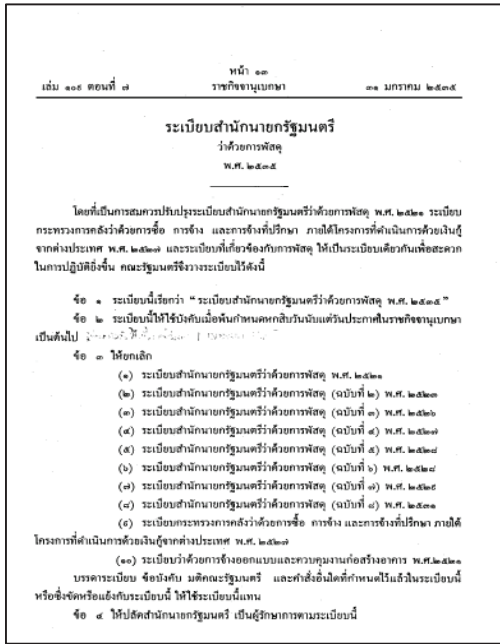 หน้า ๑๓
เล่ม ๑๐๙ ตอนที่ ๗ ราชกิจจานุเบกษา ๓๑ มกราคม ๒๕๓๕
ระเบียบสำนักนายกรัฐมนตรี
ว่าด้วยการพัสดุ
พ.ศ. ๒๕๓๕
โดยที่เป็นการสมควรปรับปรุงระเบียบสำนักนายกรัฐมนตรีว่าด้วยการพัสดุ พ.ศ. ๒๕๒๑ ระเบียบ
กระทรวงการคลังว่าด้วยการซื้อ การจ้าง และการจ้างที่ปรึกษา ภายใต้โครงการที่ดำเนินการด้วยเงินกู้
จากต่างประเทศ พ.ศ. ๒๕๒๗ และระเบียบที่เกี่ยวข้องกับการพัสดุ ให้เป็นระเบียบเดียวกันเพื่อสะดวก
ในการปฏิบัติยิ่งขึ้น คณะรัฐมนตรีจึงวางระเบียบไว้ดังนี้
ข้อ ๑ ระเบียบนี้เรียกว่า “ ระเบียบสำนักนายกรัฐมนตรีว่าด้วยการพัสดุ พ.ศ. ๒๕๓๕ ”
ข้อ ๒ ระเบียบนี้ให้ใช้บังคับเมื่อพ้นกำหนดหกสิบวันนับแต่วันประกาศในราชกิจจานุเบกษา
เป็นต้นไป
ข้อ ๓ ให้ยกเลิก
(๑) ระเบียบสำนักนายกรัฐมนตรีว่าด้วยการพัสดุ พ.ศ. ๒๕๒๑
(๒) ระเบียบสำนักนายกรัฐมนตรีว่าด้วยการพัสดุ (ฉบับที่ ๒) พ.ศ. ๒๕๒๓
(๓) ระเบียบสำนักนายกรัฐมนตรีว่าด้วยการพัสดุ (ฉบับที่ ๓) พ.ศ. ๒๕๒๖
(๔) ระเบียบสำนักนายกรัฐมนตรีว่าด้วยการพัสดุ (ฉบับที่ ๔) พ.ศ. ๒๕๒๗
(๕) ระเบียบสำนักนายกรัฐมนตรีว่าด้วยการพัสดุ (ฉบับที่ ๕) พ.ศ. ๒๕๒๘
(๖) ระเบียบสำนักนายกรัฐมนตรีว่าด้วยการพัสดุ (ฉบับที่ ๖) พ.ศ. ๒๕๒๘
(๗) ระเบียบสำนักนายกรัฐมนตรีว่าด้วยการพัสดุ (ฉบับที่ ๗) พ.ศ. ๒๕๒๙
(๘) ระเบียบสำนักนายกรัฐมนตรีว่าด้วยการพัสดุ (ฉบับที่ ๘) พ.ศ. ๒๕๓๑
(๙) ระเบียบกระทรวงการคลังว่าด้วยการซื้อ การจ้าง และการจ้างที่ปรึกษา ภายใต้
โครงการที่ดำเนินการด้วยเงินกู้จากต่างประเทศ พ.ศ. ๒๕๒๗
(๑๐) ระเบียบว่าด้วยการจ้างออกแบบและควบคุมงานก่อสร้างอาคาร พ.ศ.๒๕๒๑
บรรดาระเบียบ ข้อบังคับ มติคณะรัฐมนตรี และคำสั่งอื่นใดที่กำหนดไว้แล้วในระเบียบนี้
หรือซึ่งขัดหรือแย้งกับระเบียบนี้ ให้ใช้ระเบียบนี้แทน
ข้อ ๔ ให้ปลัดสำนักนายกรัฐมนตรี เป็นผู้รักษาการตามระเบียบนี้